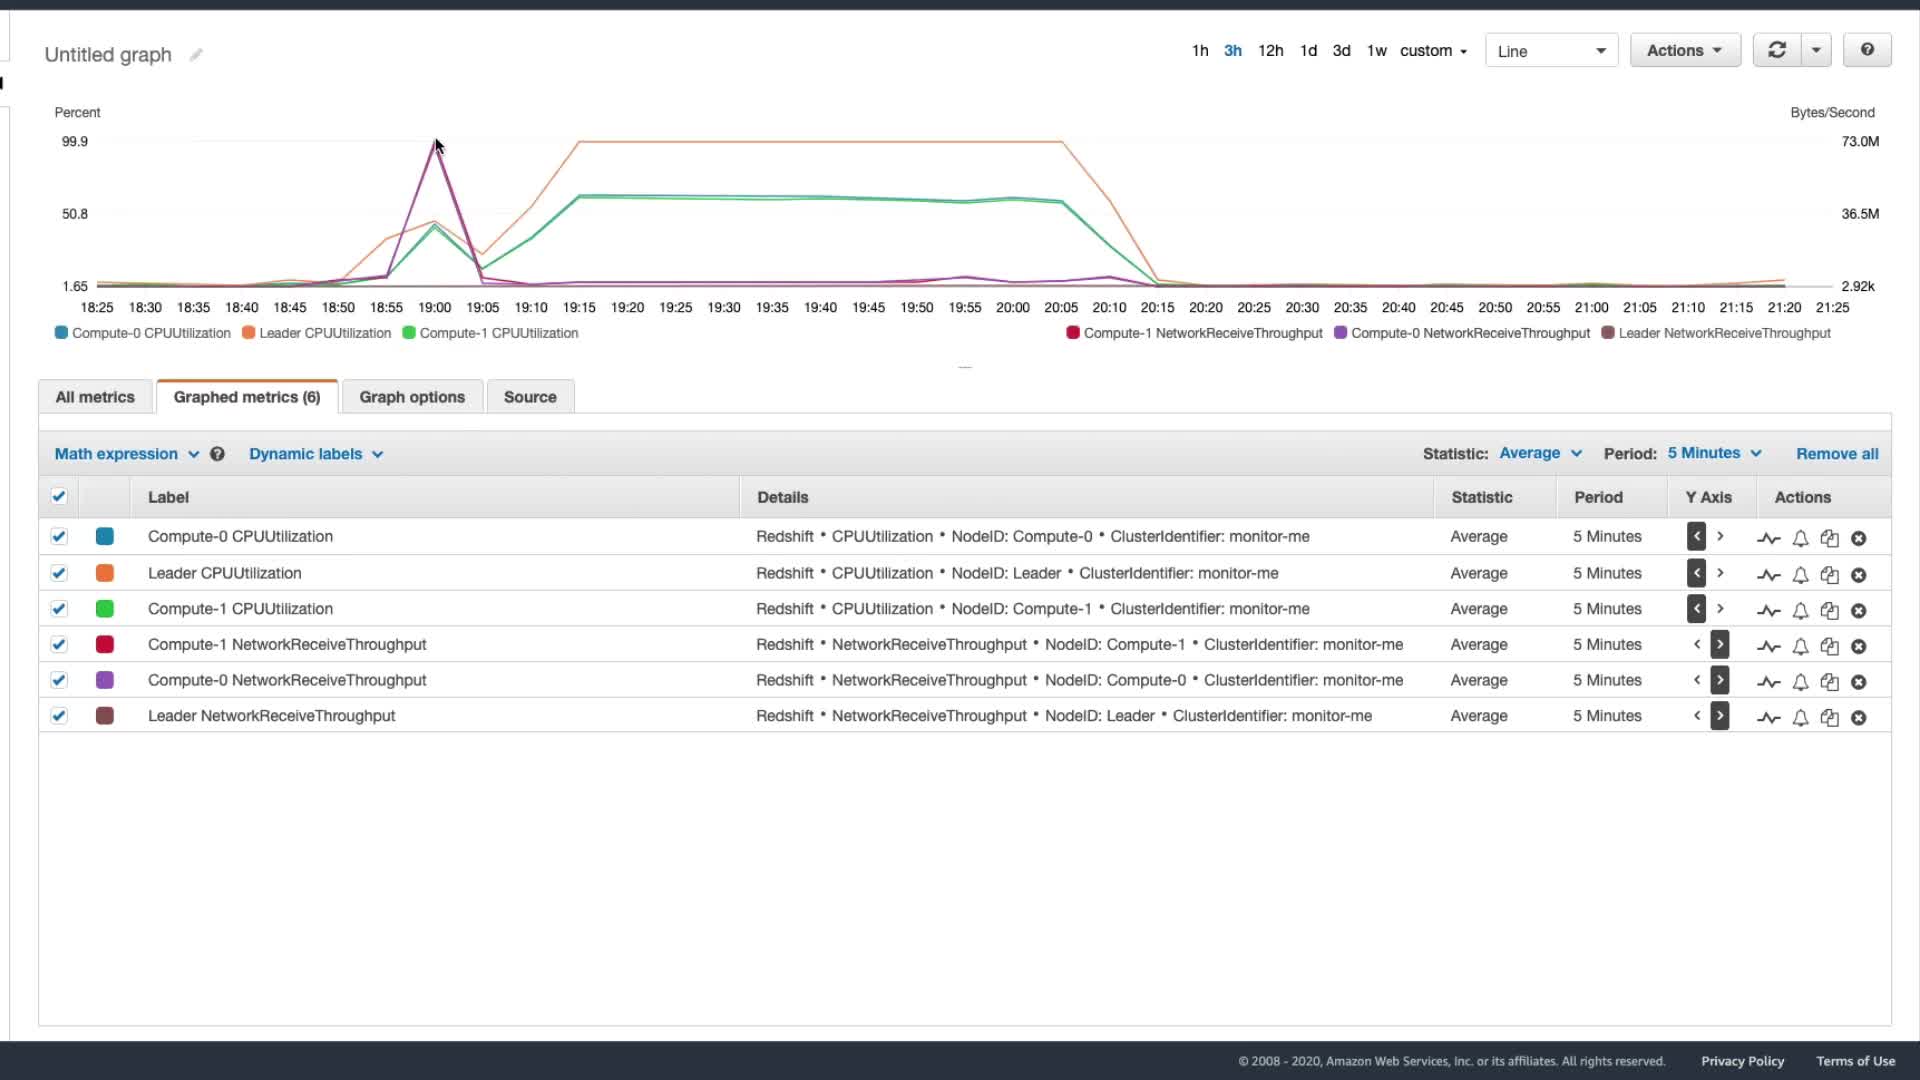 Untitled graph
1h 3h 12h 1d 3d 1w custom Line Actions
Percent Bytes/Second
99.9 73.0M
50.8 36.5M
1.65 2.92k
18:25 18:30 18:35 18:40 18:45 18:50 18:55 19:00 19:05 19:10 19:15 19:20 19:25 19:30 19:35 19:40 19:45 19:50 19:55 20:00 20:05 20:10 20:15 20:20 20:25 20:30 20:35 20:40 20:45 20:50 20:55 21:00 21:05 21:10 21:15 21:20 21:25
Compute-0 CPUUtilization Leader CPUUtilization Compute-1 CPUUtilization Compute-1 NetworkReceiveThroughput Compute-0 NetworkReceiveThroughput Leader NetworkReceiveThroughput
All metrics Graphed metrics (6) Graph options Source
Math expression Dynamic labels Statistic: Average Period: 5 Minutes Remove all
Label Details Statistic Period Y Axis Actions
Compute-0 CPUUtilization Redshift • CPUUtilization • NodeID: Compute-0 • ClusterIdentifier: monitor-me Average 5 Minutes
Leader CPUUtilization Redshift • CPUUtilization • NodeID: Leader • ClusterIdentifier: monitor-me Average 5 Minutes
Compute-1 CPUUtilization Redshift • CPUUtilization • NodeID: Compute-1 • ClusterIdentifier: monitor-me Average 5 Minutes
Compute-1 NetworkReceiveThroughput Redshift • NetworkReceiveThroughput • NodeID: Compute-1 • ClusterIdentifier: monitor-me Average 5 Minutes
Compute-0 NetworkReceiveThroughput Redshift • NetworkReceiveThroughput • NodeID: Compute-0 • ClusterIdentifier: monitor-me Average 5 Minutes
Leader NetworkReceiveThroughput Redshift • NetworkReceiveThroughput • NodeID: Leader • ClusterIdentifier: monitor-me Average 5 Minutes
© 2008 - 2020, Amazon Web Services, Inc. or its affiliates. All rights reserved. Privacy Policy Terms of Use